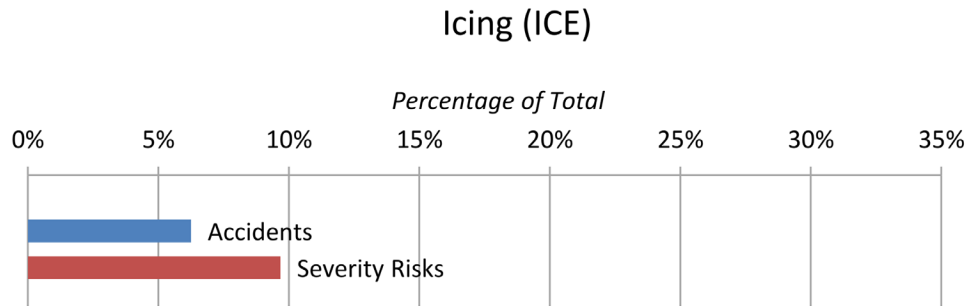 Icing (ICE)
Percentage of Total
0% 5% 10% 15% 20% 25% 30% 35%
Accidents
Severity Risks